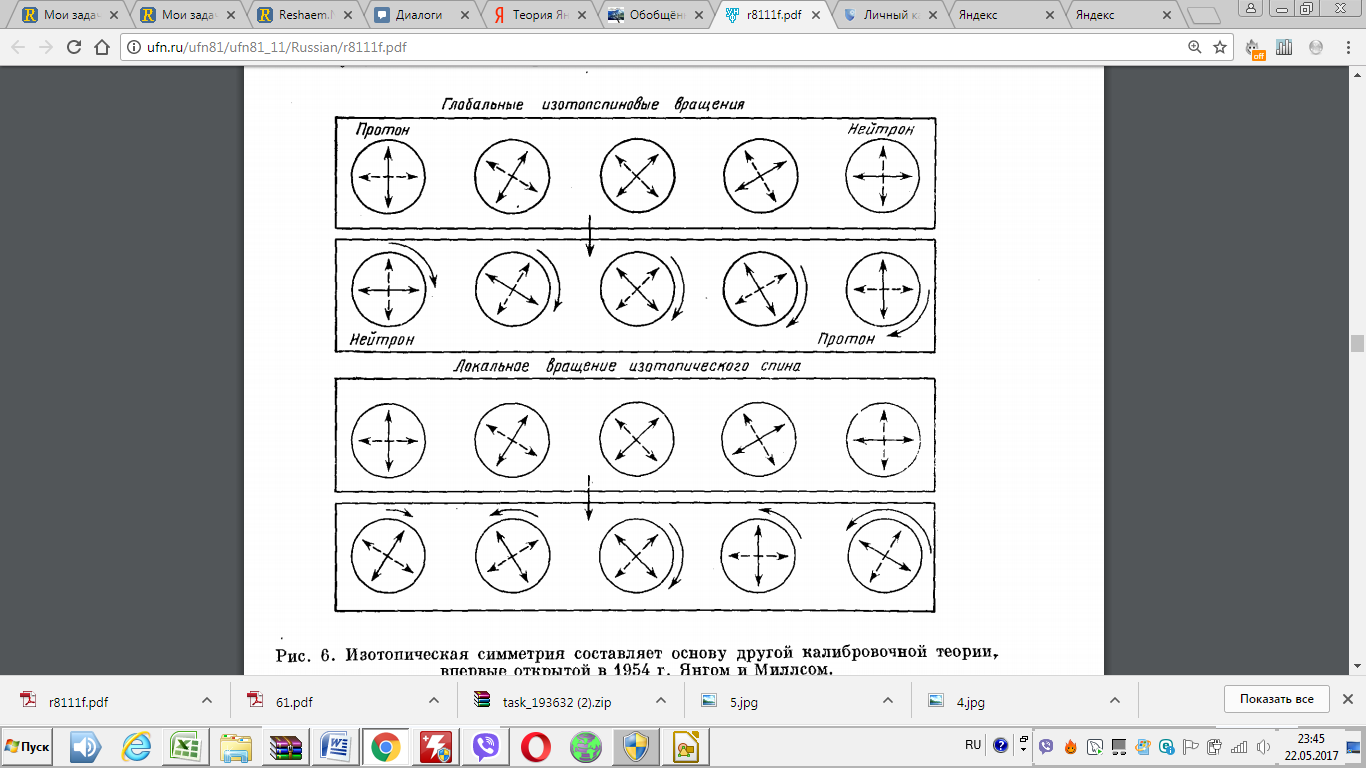 Мои зада
Мои зада
Reshaem.
Диалоги
Теория Ян
Обобщён
r8111f.pdf
Личный к
Яндекс
Яндекс
ufn.ru/ufn81/ufn81_11/Russian/r8111f.pdf
off
Глобальные изотопспиновые вращения
Протон
Нейтрон
Нейтрон
Протон
Локальное вращение изотопического спина
Рис. 6. Изотопическая симметрия составляет основу другой калибровочной теории,
впервые открытой в 1954 г. Янгом и Миллсом.
r8111f.pdf
61.pdf
task_193632 (2).zip
5.jpg
4.jpg
Показать все
Пуск
RU
23:45
22.05.2017